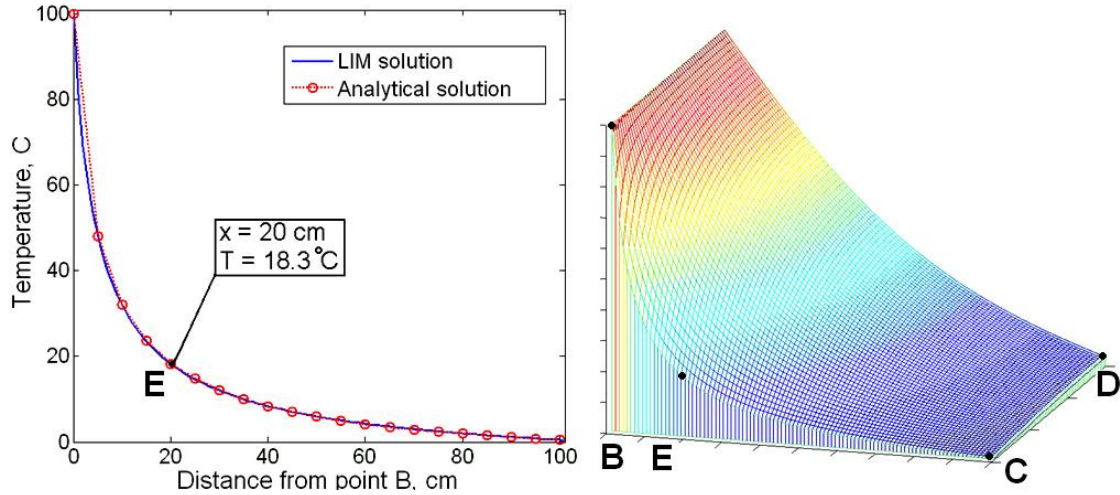 100
80
60
40
20
0
Temperature, C
LIM solution
Analytical solution
x = 20 cm
T = 18.3°C
E
0 20 40 60 80 100
Distance from point B, cm
B E
C
D